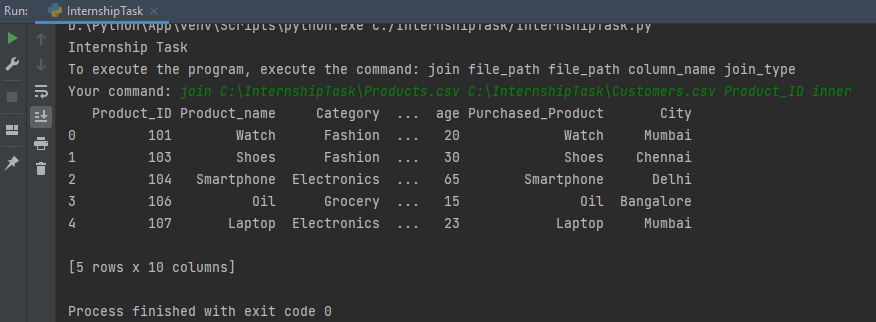 Run: InternshipTask
D:\Python\App\venv\Scripts\python.exe C:/InternshipTask/InternshipTask.py
Internship Task
To execute the program, execute the command: join file_path file_path column_name join_type
Your command: join C:\InternshipTask\Products.csv C:\InternshipTask\Customers.csv Product_ID inner
Product_ID Product_name Category ... age Purchased_Product City
0 101 Watch Fashion ... 20 Watch Mumbai
1 103 Shoes Fashion ... 30 Shoes Chennai
2 104 Smartphone Electronics ... 65 Smartphone Delhi
3 106 Oil Grocery ... 15 Oil Bangalore
4 107 Laptop Electronics ... 23 Laptop Mumbai
[5 rows x 10 columns]
Process finished with exit code 0